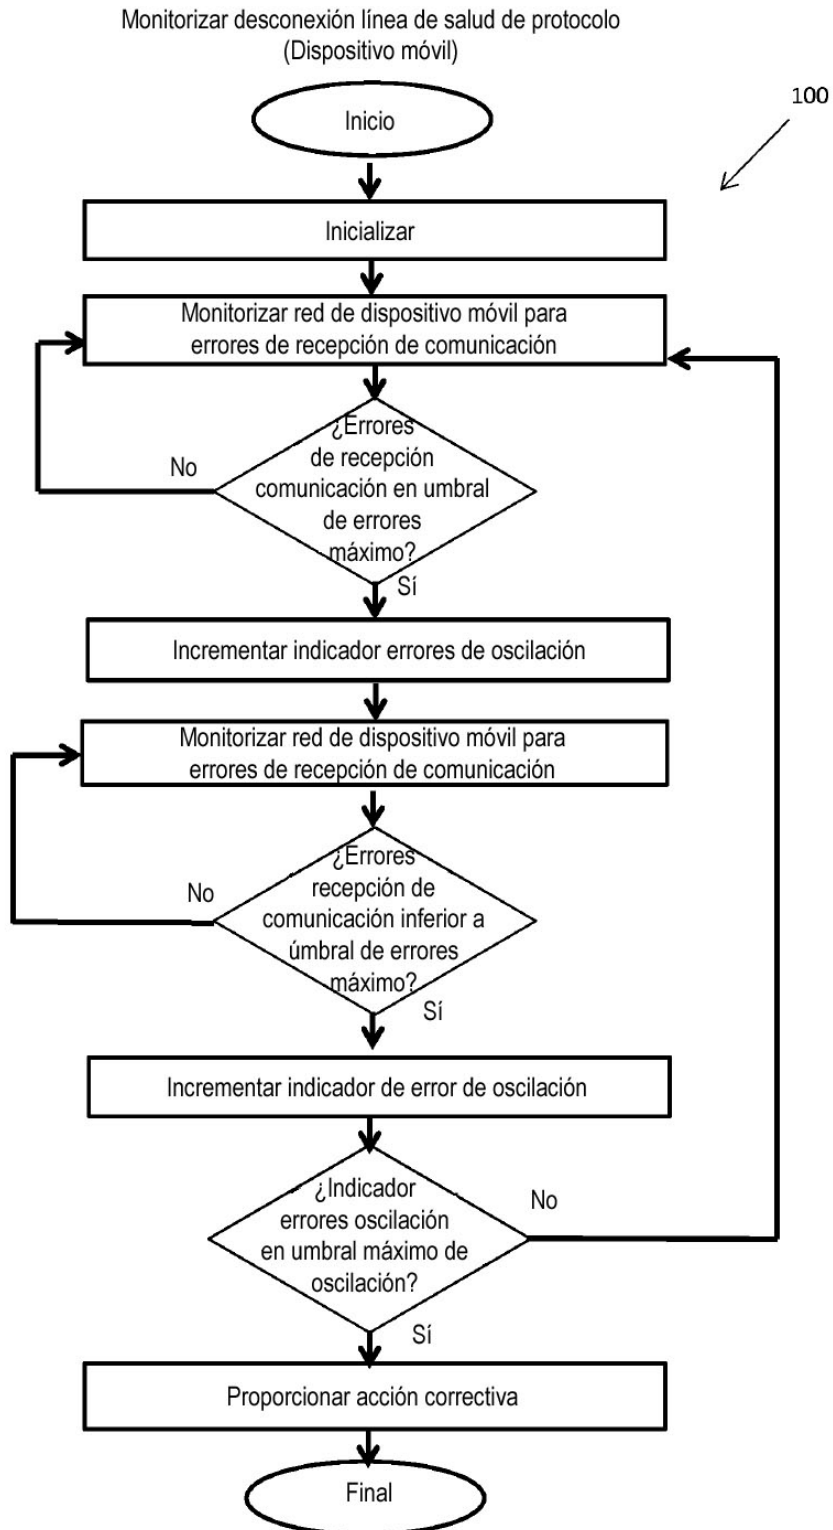 Monitorizar desconexión línea de salud de protocolo
(Dispositivo móvil)
100
Inicio
Inicializar
Monitorizar red de dispositivo móvil para
errores de recepción de comunicación
¿Errores
de recepción
comunicación en umbral
de errores
máximo?
No
Sí
Incrementar indicador errores de oscilación
Monitorizar red de dispositivo móvil para
errores de recepción de comunicación
¿Errores
recepción de
comunicación inferior a
úmbral de errores
máximo?
No
Sí
Incrementar indicador de error de oscilación
¿Indicador
errores oscilación
en umbral máximo de
oscilación?
No
Sí
Proporcionar acción correctiva
Final